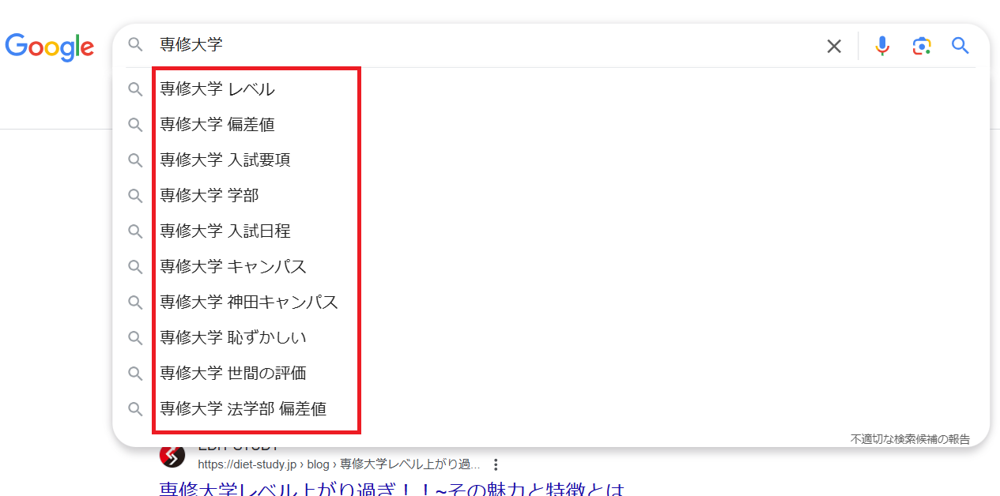 Google
専修大学
専修大学 レベル
専修大学 偏差値
専修大学 入試要項
専修大学 学部
専修大学 入試日程
専修大学 キャンパス
専修大学 神田キャンパス
専修大学 恥ずかしい
専修大学 世間の評価
専修大学 法学部 偏差値
不適切な検索候補の報告
EDIT STUDY
https://diet-study.jp › blog › 専修大学レベル上がり過...
専修大学レベル上がり過ぎ！！~その魅力と特徴とは